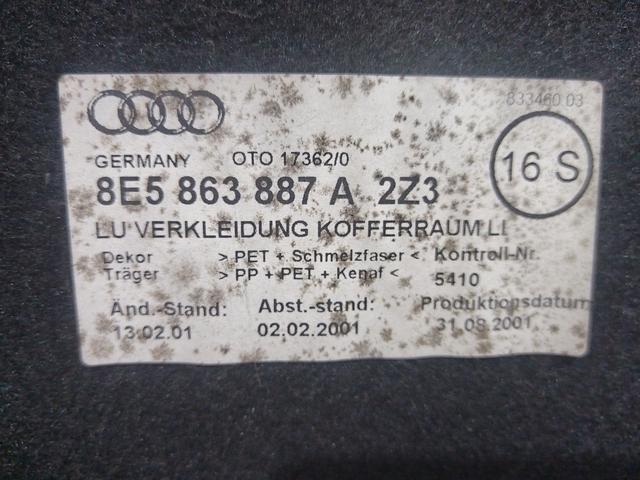 833460 03
GERMANY OTO 17362/0
16 S
8E5 863 887 A 2Z3
LU VERKLEIDUNG KOFFERRAUM LI
Dekor > PET + Schmelzfaser < Kontroll-Nr.
Träger > PP + PET + Kenaf < 5410
Änd.-Stand: Abst.-stand: Produktionsdatum
13.02.01 02.02.2001 31.08.2001